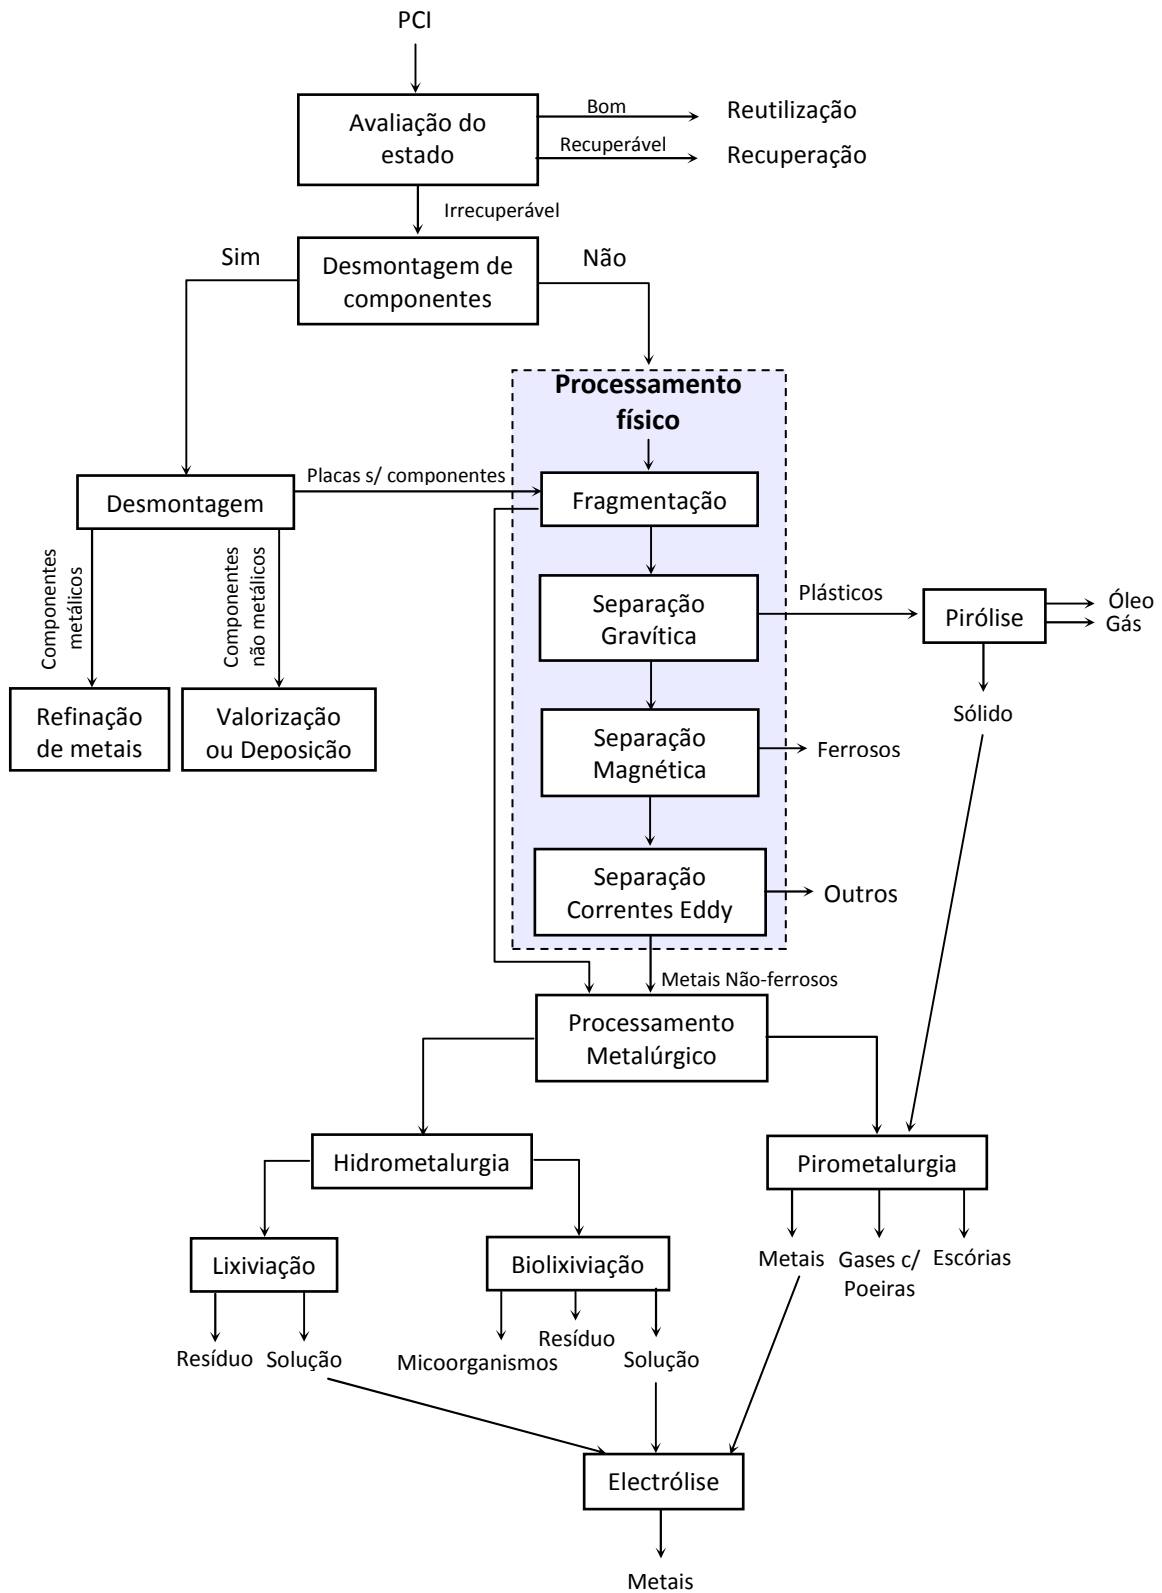 PCI
Avaliação do
estado
Bom
Reutilização
Recuperável
Recuperação
Irrecuperável
Sim
Desmontagem de
componentes
Não
Processamento
físico
Placas s/ componentes
Desmontagem
Fragmentação
Componentes
metálicos
Componentes
não metálicos
Separação
Gravítica
Plásticos
Pirólise
Óleo
Gás
Refinação
de metais
Valorização
ou Deposição
Separação
Magnética
Ferrosos
Sólido
Separação
Correntes Eddy
Outros
Metais Não-ferrosos
Processamento
Metalúrgico
Hidrometalurgia
Pirometalurgia
Lixiviação
Biolixiviação
Metais
Gases c/
Poeiras
Escórias
Resíduo
Solução
Micoorganismos
Resíduo
Solução
Electrólise
Metais